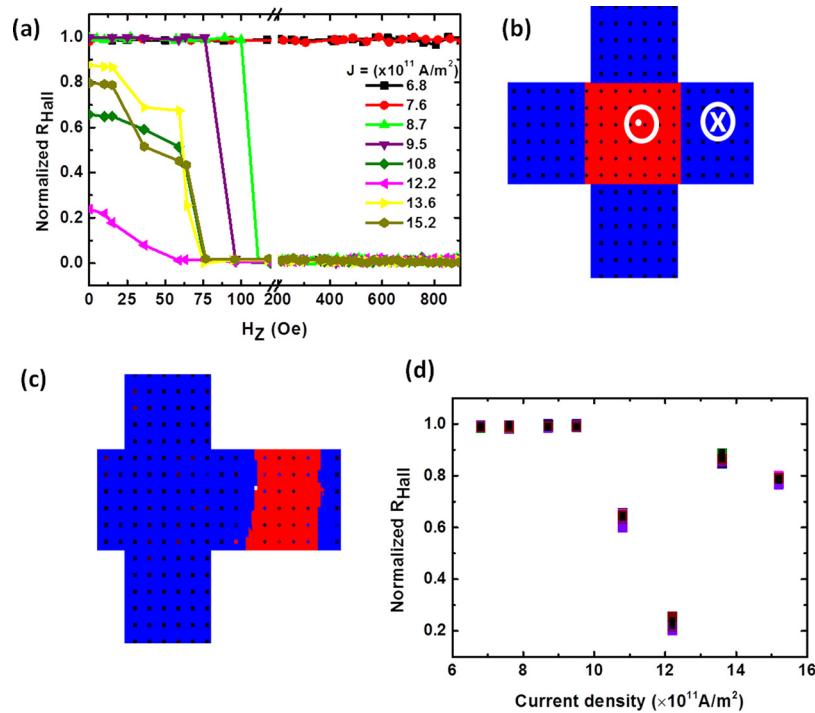 (a)
1.0
0.8
0.6
0.4
0.2
0.0
Normalized R_Hall
J = (x10^11 A/m^2)
6.8
7.6
8.7
9.5
10.8
12.2
13.6
15.2
0 25 50 75 100 200 400 600 800
H_Z (Oe)
(b)
X
(c)
(d)
1.0
0.8
0.6
0.4
0.2
Normalized R_Hall
6 8 10 12 14 16
Current density (×10^11A/m^2)